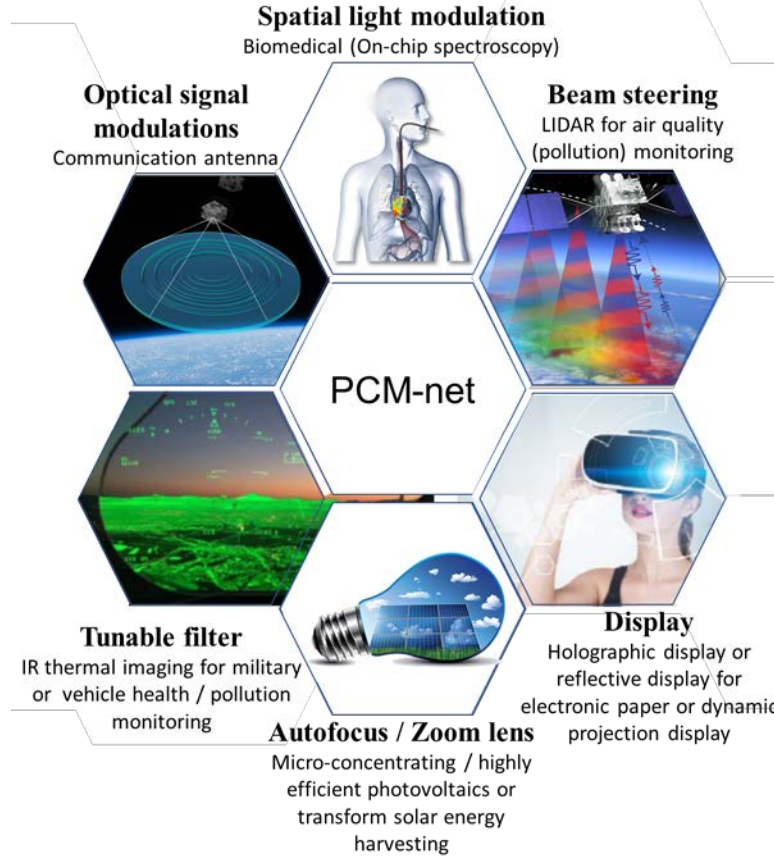 Spatial light modulation
Biomedical (On-chip spectroscopy)
Optical signal
modulations
Communication antenna
Beam steering
LIDAR for air quality
(pollution) monitoring
PCM-net
Tunable filter
IR thermal imaging for military
or vehicle health / pollution
monitoring
Display
Holographic display or
reflective display for
electronic paper or dynamic
projection display
Autofocus / Zoom lens
Micro-concentrating / highly
efficient photovoltaics or
transform solar energy
harvesting